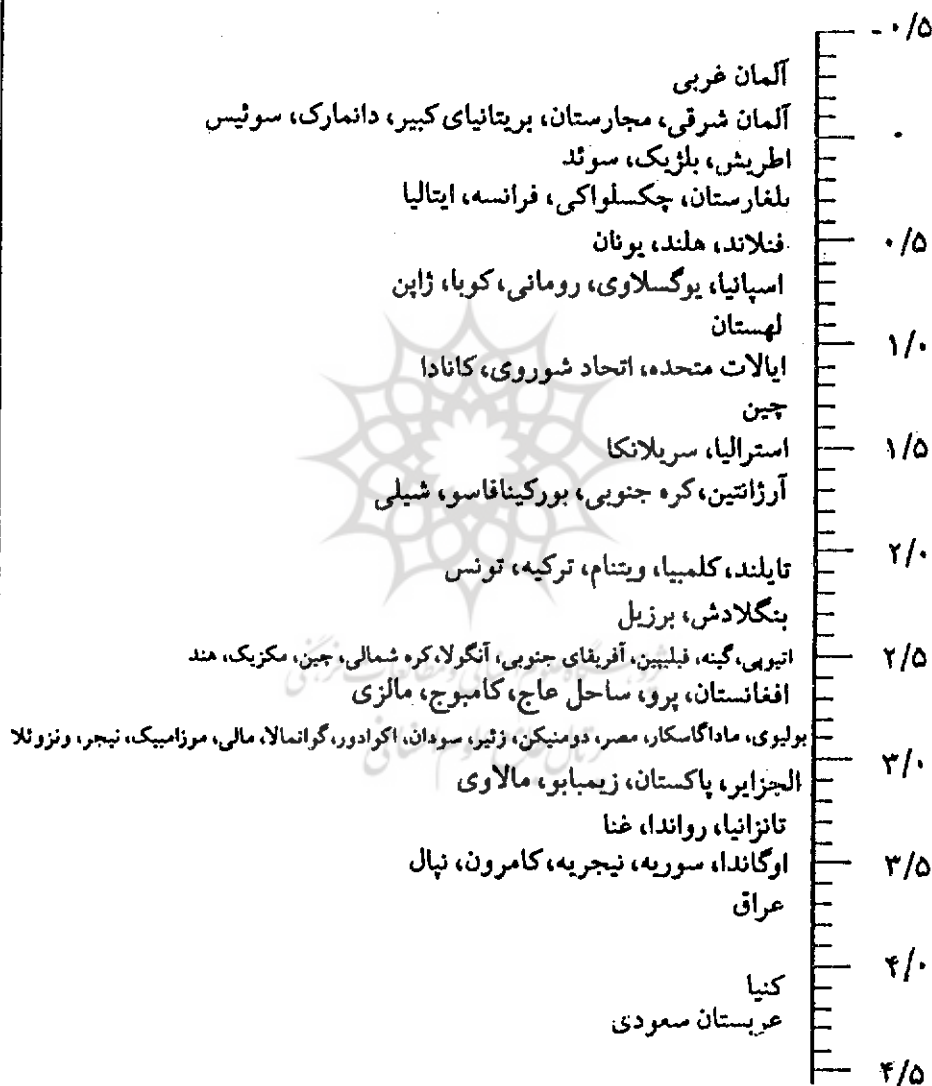 - ۰/۵
آلمان غربی
آلمان شرقی، مجارستان، بریتانیای کبیر، دانمارک، سوئیس
۰
اطریش، بلژیک، سوئد
بلغارستان، چکسلواکی، فرانسه، ایتالیا
فنلاند، هلند، یونان
۰/۵
اسپانیا، یوگسلاوی، رومانی، کوبا، ژاپن
لهستان
۱/۰
ایالات متحده، اتحاد شوروی، کانادا
چین
استرالیا، سریلانکا
۱/۵
آرژانتین، کره جنوبی، بورکینافاسو، شیلی
۲/۰
تایلند، کلمبیا، ویتنام، ترکیه، تونس
بنگلادش، برزیل
اتیوپی، گینه، فیلیپین، آفریقای جنوبی، آنگولا، کره شمالی، چین، مکزیک، هند
۲/۵
افغانستان، پرو، ساحل عاج، کامبوج، مالزی
بولیوی، ماداگاسکار، مصر، دومنیکن، زئیر، سودان، اکرادور، گواتمالا، مالی، مرزامبیک، نیجر، ونزوئلا
۳/۰
الجزایر، پاکستان، زیمبابو، مالاوی
تانزانیا، رواندا، غنا
اوگاندا، سوریه، نیجریه، کامرون، نپال
۳/۵
عراق
۴/۰
کنیا
عربستان سعودی
۴/۵